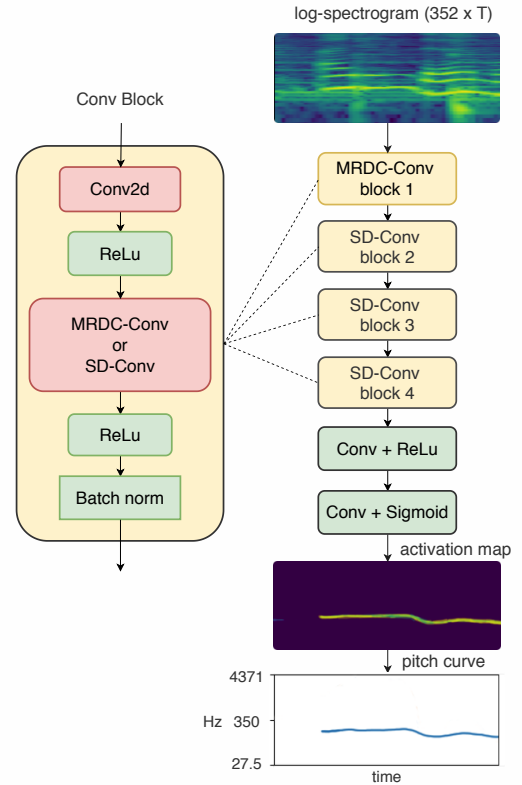 log-spectrogram (352 x T)
Conv Block
Conv2d
ReLu
MRDC-Conv
or
SD-Conv
ReLu
Batch norm
MRDC-Conv
block 1
SD-Conv
block 2
SD-Conv
block 3
SD-Conv
block 4
Conv + ReLu
Conv + Sigmoid
activation map
pitch curve
4371
Hz 350
27.5
time